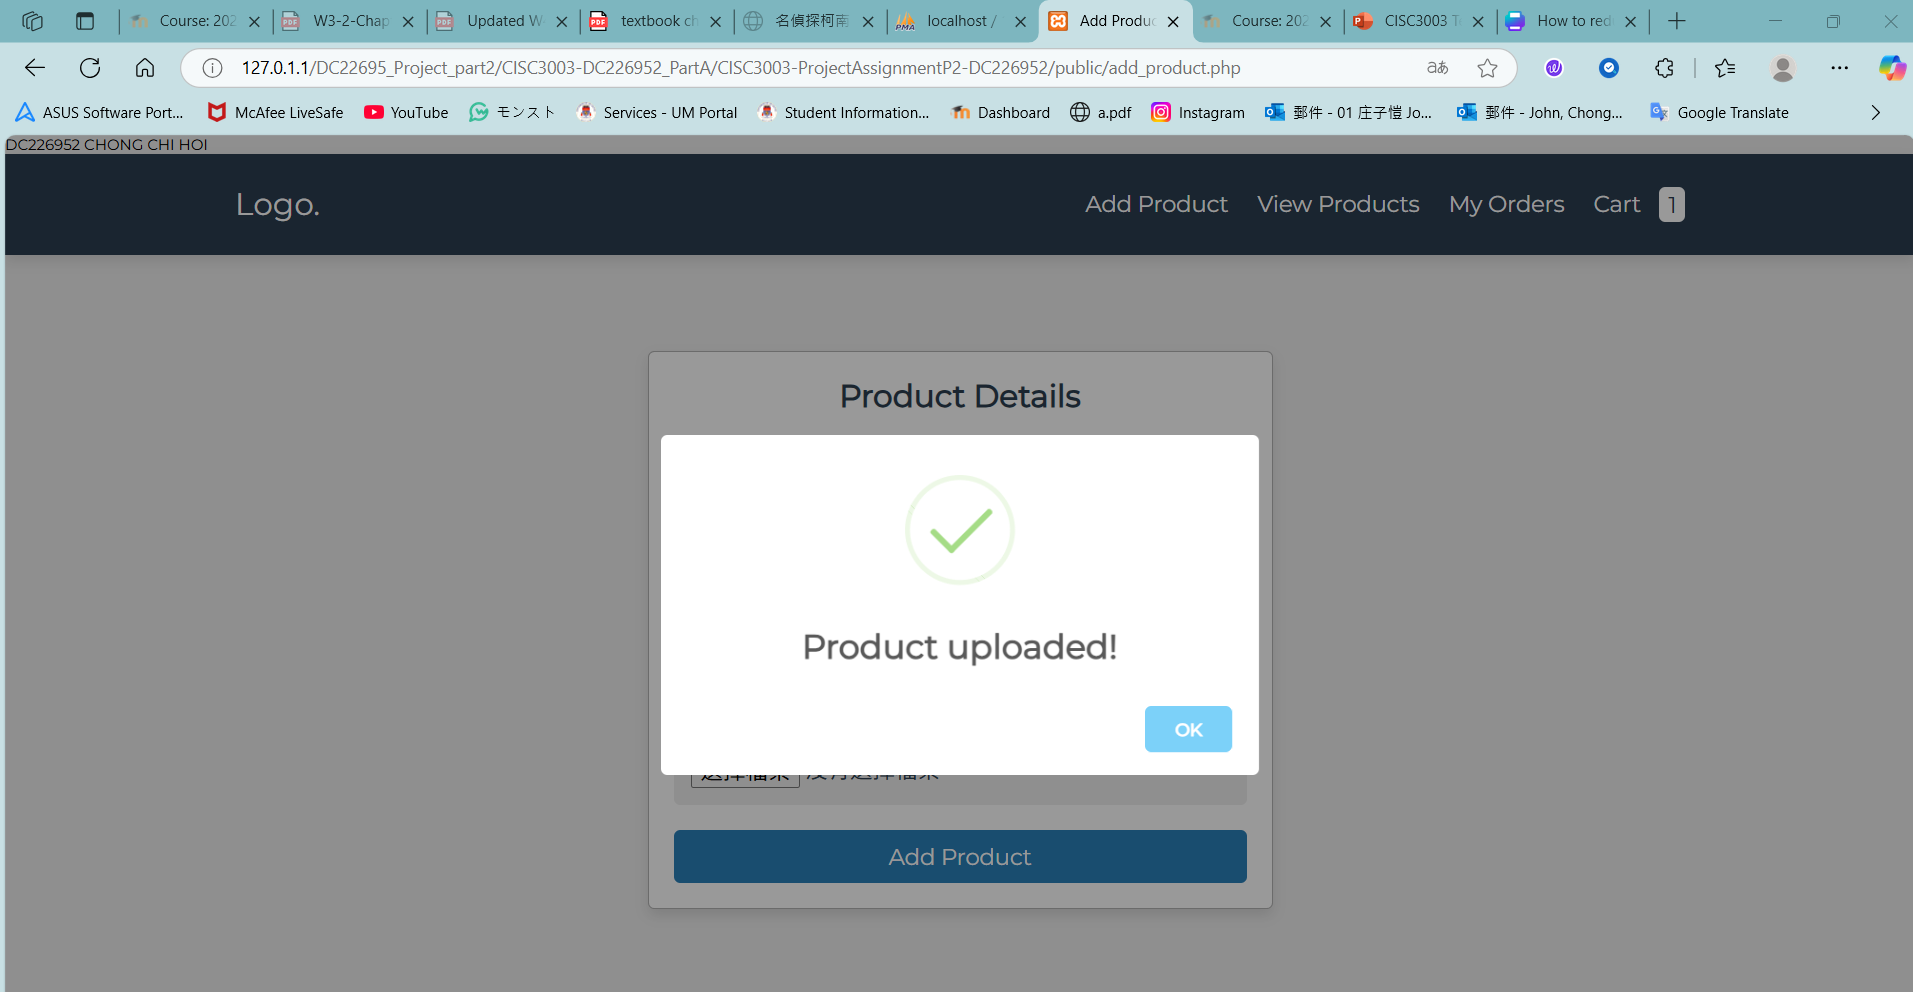 Course: 202
W3-2-Chap
Updated W
textbook ch
名偵探柯南
localhost /
Add Produc
Course: 202
CISC3003 T
How to red
127.0.1.1/DC22695_Project_part2/CISC3003-DC226952_PartA/CISC3003-ProjectAssignmentP2-DC226952/public/add_product.php
aあ
ASUS Software Port...
McAfee LiveSafe
YouTube
モンスト
Services - UM Portal
Student Information...
Dashboard
a.pdf
Instagram
郵件 - 01 庄子愷 Jo...
郵件 - John, Chong...
Google Translate
DC226952 CHONG CHI HOI
Logo.
Add Product
View Products
My Orders
Cart 1
Product Details
Product uploaded!
OK
Add Product